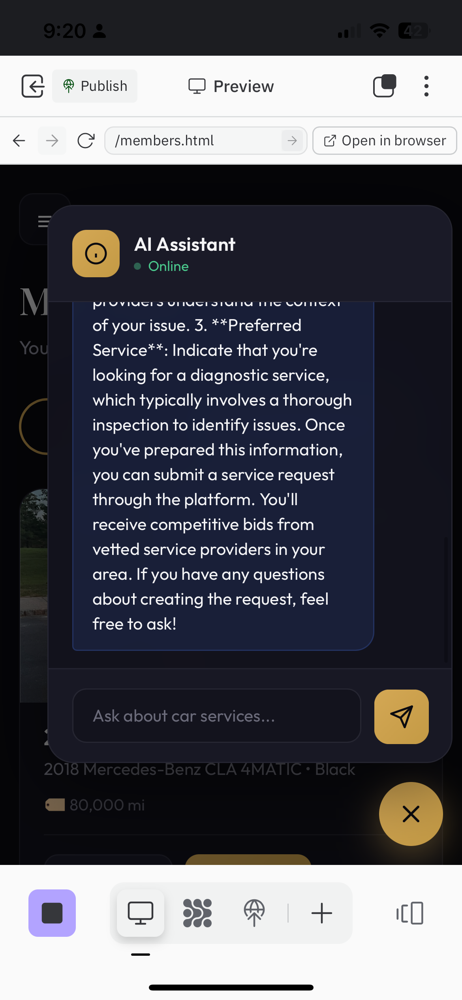 9:20
42
Publish
Preview
/members.html
Open in browser
AI Assistant
Online
M
You
providers understand the context
of your issue. 3. **Preferred
Service**: Indicate that you're
looking for a diagnostic service,
which typically involves a thorough
inspection to identify issues. Once
you've prepared this information,
you can submit a service request
through the platform. You'll
receive competitive bids from
vetted service providers in your
area. If you have any questions
about creating the request, feel
free to ask!
Ask about car services...
2018 Mercedes-Benz CLA 4MATIC • Black
80,000 mi